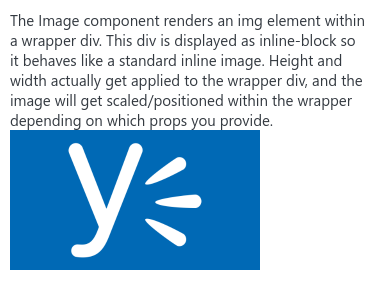 The Image component renders an img element within
a wrapper div. This div is displayed as inline-block so
it behaves like a standard inline image. Height and
width actually get applied to the wrapper div, and the
image will get scaled/positioned within the wrapper
depending on which props you provide.
y